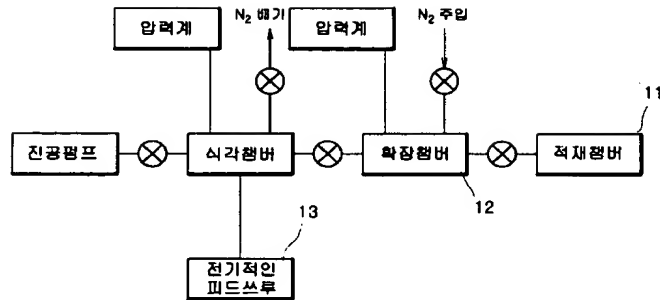 압력계
N₂ 배기
압력계
N₂ 주입
11
진공펌프
식각챔버
확장챔버
적재챔버
12
13
전기적인
피드쓰루